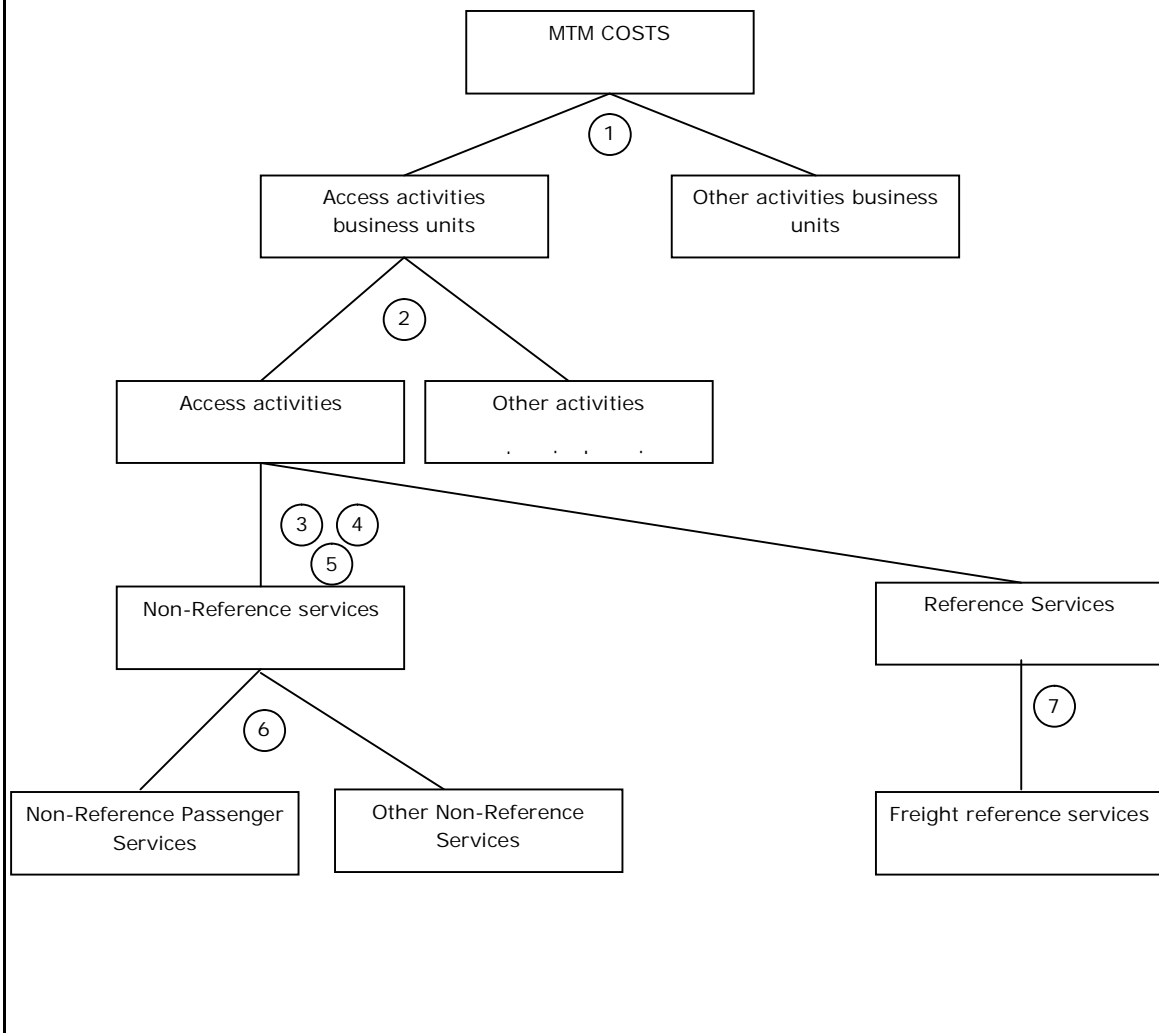 MTM COSTS
1
Access activities
business units
Other activities business
units
2
Access activities
Other activities
3
4
5
Non-Reference services
Reference Services
6
7
Non-Reference Passenger
Services
Other Non-Reference
Services
Freight reference services